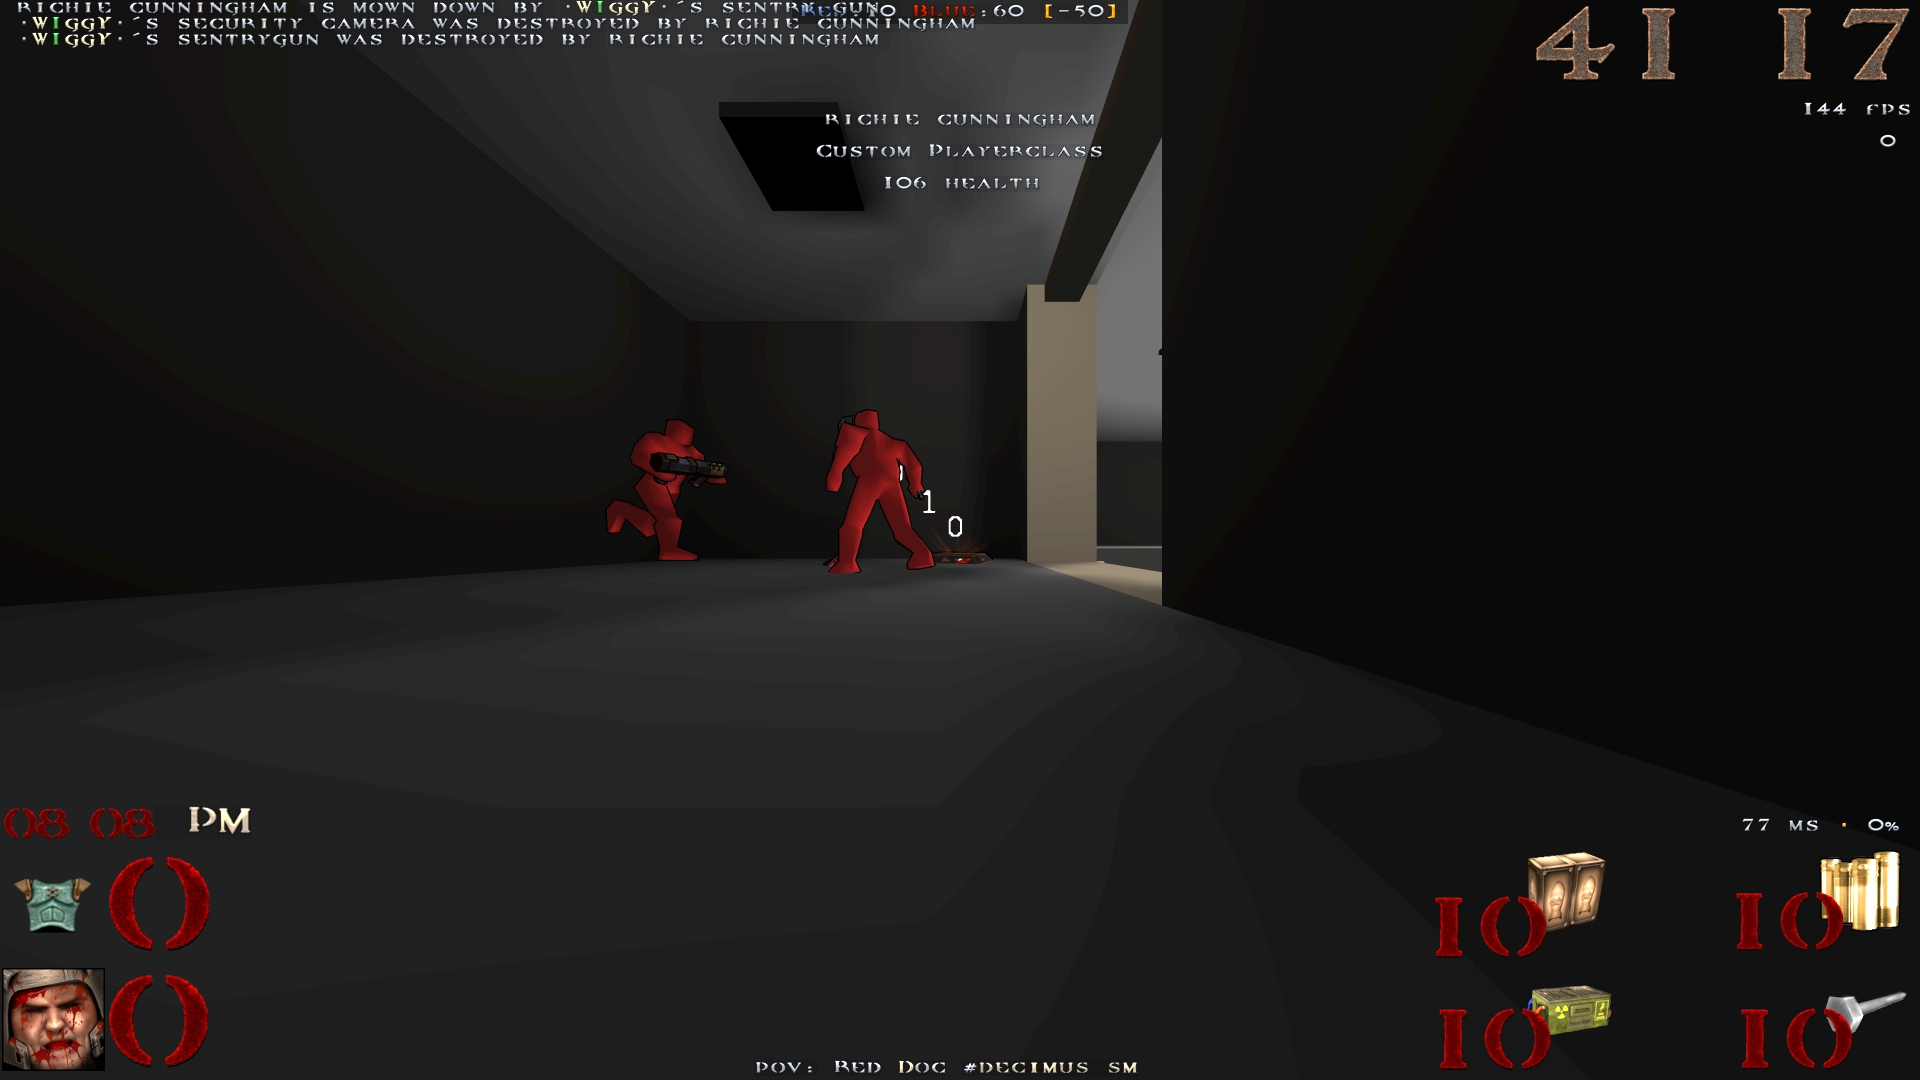 RICHIE CUNNINGHAM IS MOWN DOWN BY ·WIGGY·´S SENTRYGUN
·WIGGY·´S SECURITY CAMERA WAS DESTROYED BY RICHIE CUNNINGHAM
·WIGGY·´S SENTRYGUN WAS DESTROYED BY RICHIE CUNNINGHAM
BLUE:60 [-50]
41 17
144 FPS
0
RICHIE CUNNINGHAM
CUSTOM PLAYERCLASS
106 HEALTH
1
0
08 08 PM
77 MS · 0%
0
0
10
10
10
10
POV: RED DOC #DECIMUS SM